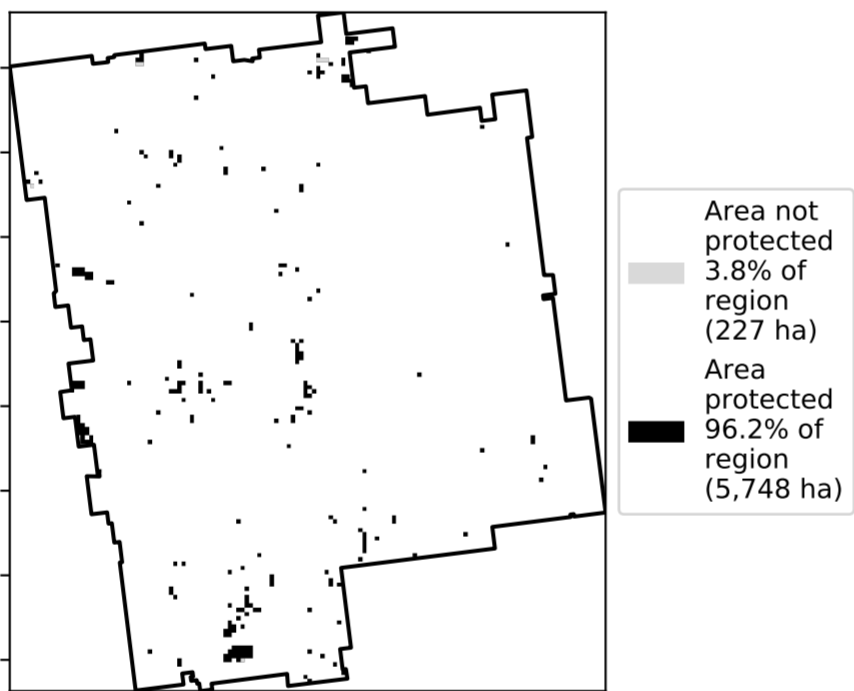 Area not
protected
3.8% of
region
(227 ha)
Area
protected
96.2% of
region
(5,748 ha)